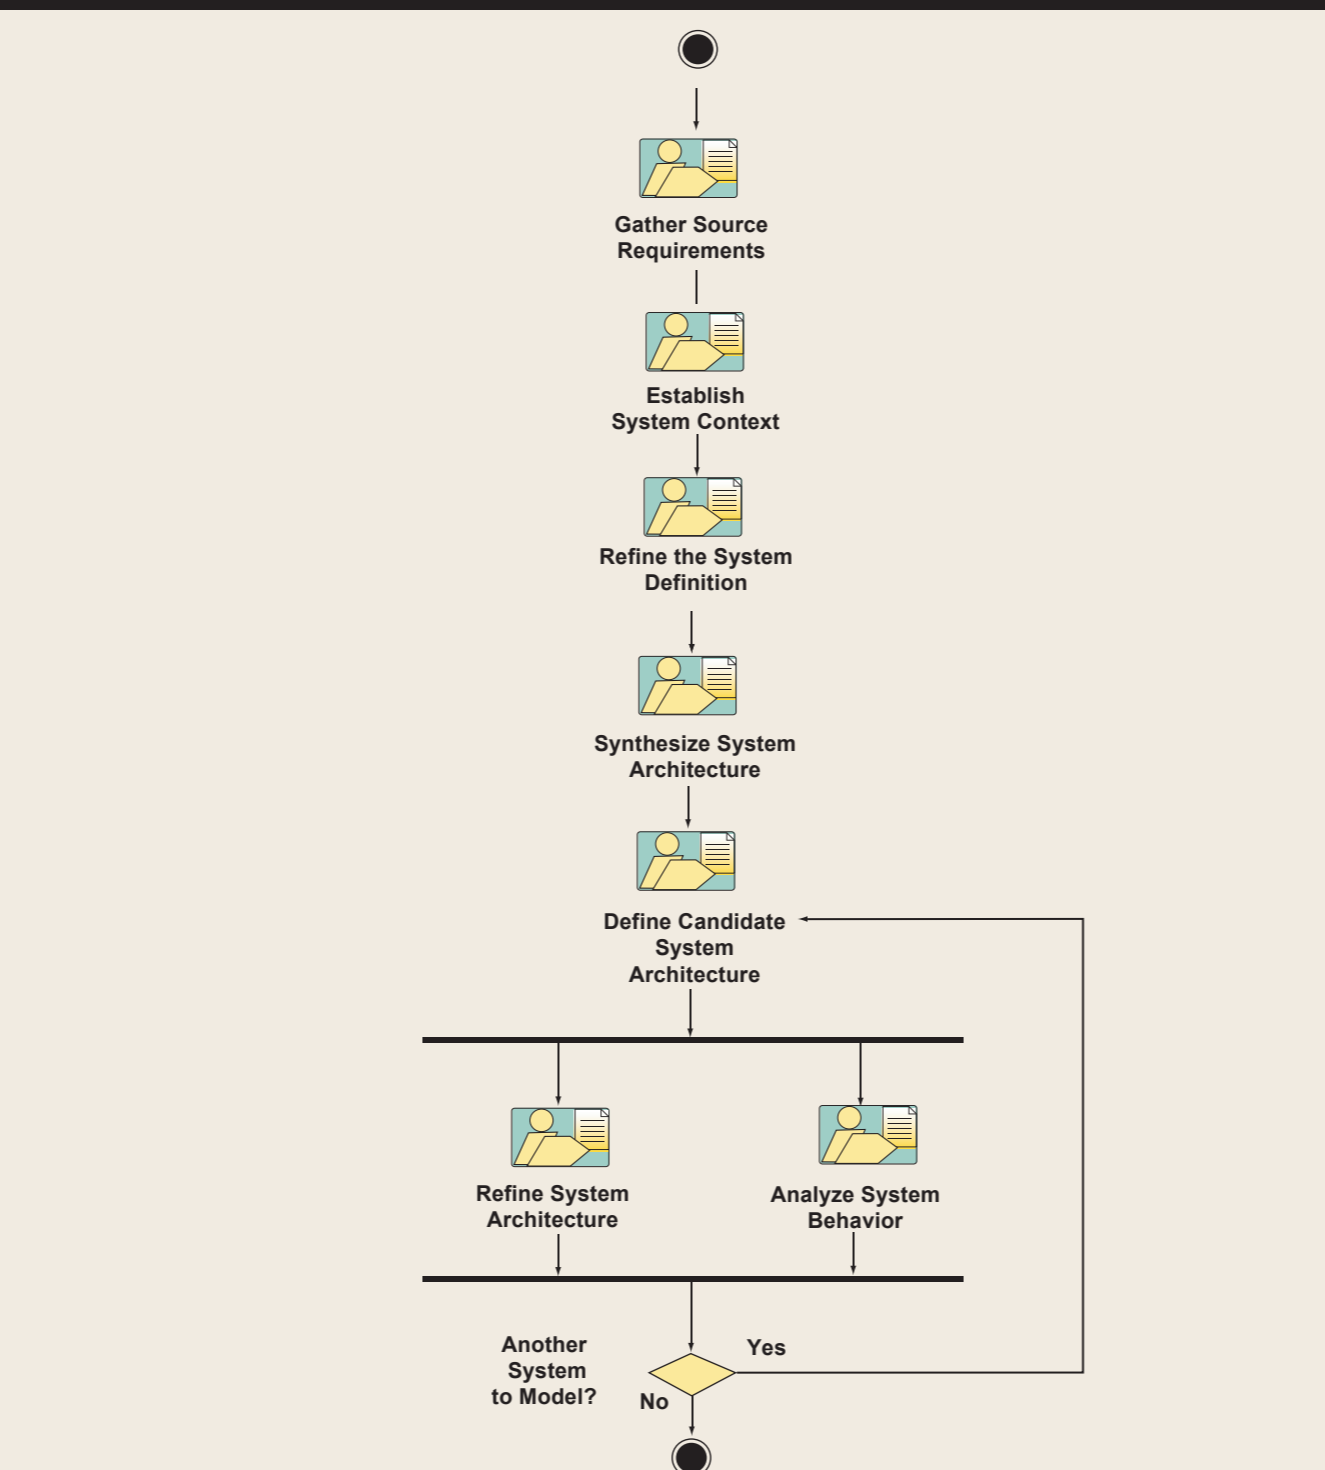 Gather Source
Requirements
Establish
System Context
Refine the System
Definition
Synthesize System
Architecture
Define Candidate
System
Architecture
Refine System
Architecture
Analyze System
Behavior
Another
System
to Model?
Yes
No